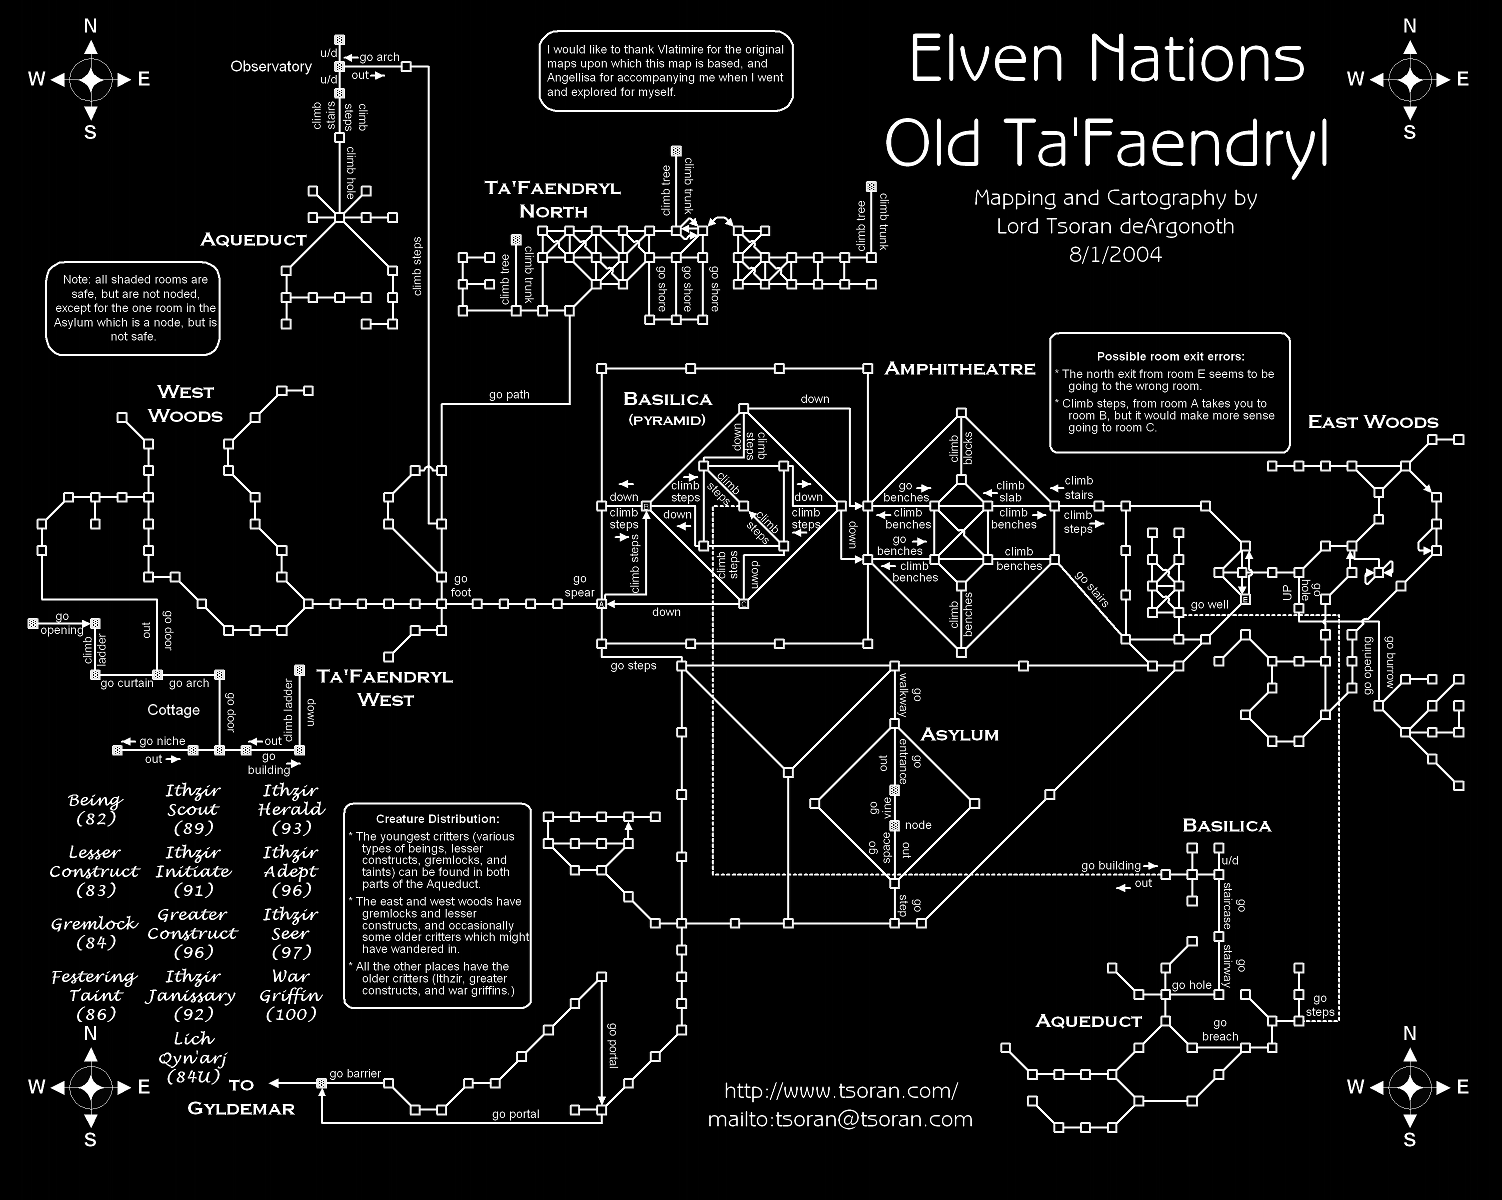 Elven Nations
Old Ta'Faendryl
Mapping and Cartography by
Lord Tsoran deArgonoth
8/1/2004
N
W
E
S
N
W
E
S
I would like to thank Vlatimire for the original
maps upon which this map is based, and
Angellisa for accompanying me when I went
and explored for myself.
u/d
go arch
Observatory
out
u/d
climb
stairs
climb
steps
climb hole
Aqueduct
climb steps
Note: all shaded rooms are
safe, but are not noded,
except for the one room in the
Asylum which is a node, but is
not safe.
Ta'Faendryl
North
climb tree
climb trunk
climb tree
climb trunk
climb tree
climb trunk
go shore
go shore
go shore
go path
West
Woods
Basilica
(pyramid)
down
Amphitheatre
Possible room exit errors:
* The north exit from room E seems to be
going to the wrong room.
* Climb steps, from room A takes you to
room B, but it would make more sense
going to room C.
East Woods
down
climb
steps
climb
blocks
down
climb
steps
climb
steps
climb
steps
down
down
climb
steps
climb
steps
down
climb
steps
climb steps
down
down
go
benches
climb
benches
go
benches
climb
benches
climb
slab
climb
benches
climb
benches
climb
benches
climb
stairs
climb
steps
go stairs
go well
E
UP
go
hole
go opening
go burrow
B
A
C
go
foot
go
spear
down
go steps
go
opening
climb
ladder
out
go door
go curtain
go arch
Cottage
go door
go niche
out
out
go
building
climb ladder
down
Ta'Faendryl
West
go
walkway
Asylum
out
go
entrance
go
vine
node
go
space
out
go
step
Being
(82)
Ithzir
Scout
(89)
Ithzir
Herald
(93)
Lesser
Construct
(83)
Ithzir
Initiate
(91)
Ithzir
Adept
(96)
Gremlock
(84)
Greater
Construct
(96)
Ithzir
Seer
(97)
Festering
Taint
(86)
Ithzir
Janissary
(92)
War
Griffin
(100)
Lich
Qyn'arj
(84U)
Creature Distribution:
* The youngest critters (various
types of beings, lesser
constructs, gremlocks, and
taints) can be found in both
parts of the Aqueduct.
* The east and west woods have
gremlocks and lesser
constructs, and occasionally
some older critters which might
have wandered in.
* All the other places have the
older critters (Ithzir, greater
constructs, and war griffins.)
Basilica
go building
out
u/d
go
staircase
go
stairway
go hole
go
steps
Aqueduct
go
breach
go portal
go barrier
go portal
to
Gyldemar
http://www.tsoran.com/
mailto:tsoran@tsoran.com
N
W
E
S
N
W
E
S